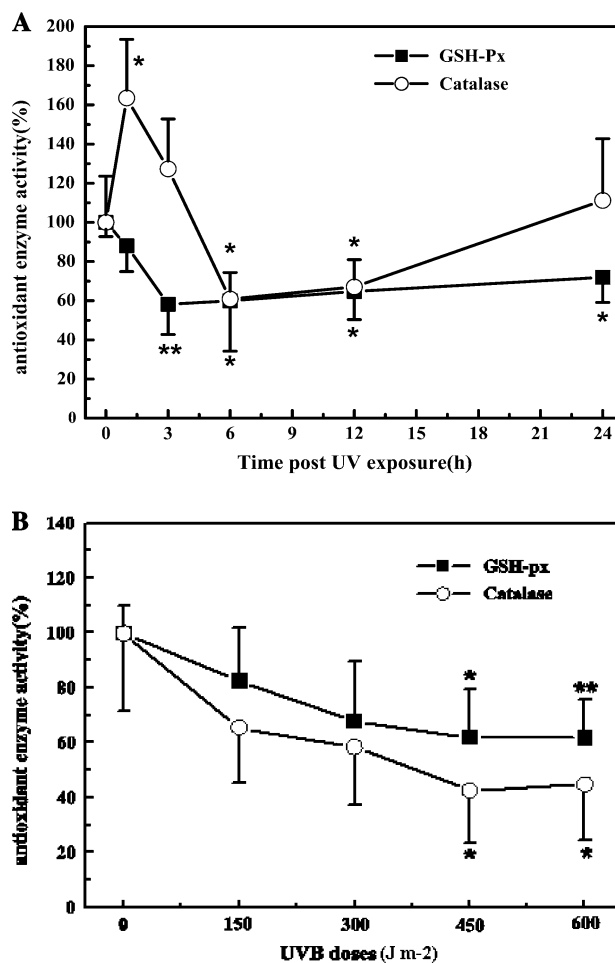 A
200
180
160
140
120
100
80
60
40
20
0
antioxidant enzyme activity(%)
GSH-Px
Catalase
*
*
*
**
*
*
*
0 3 6 9 12 15 18 21 24
Time post UV exposure(h)
B
140
120
100
80
60
40
20
0
antioxidant enzyme activity(%)
GSH-px
Catalase
*
**
*
*
0 150 300 450 600
UVB doses (J m-2)